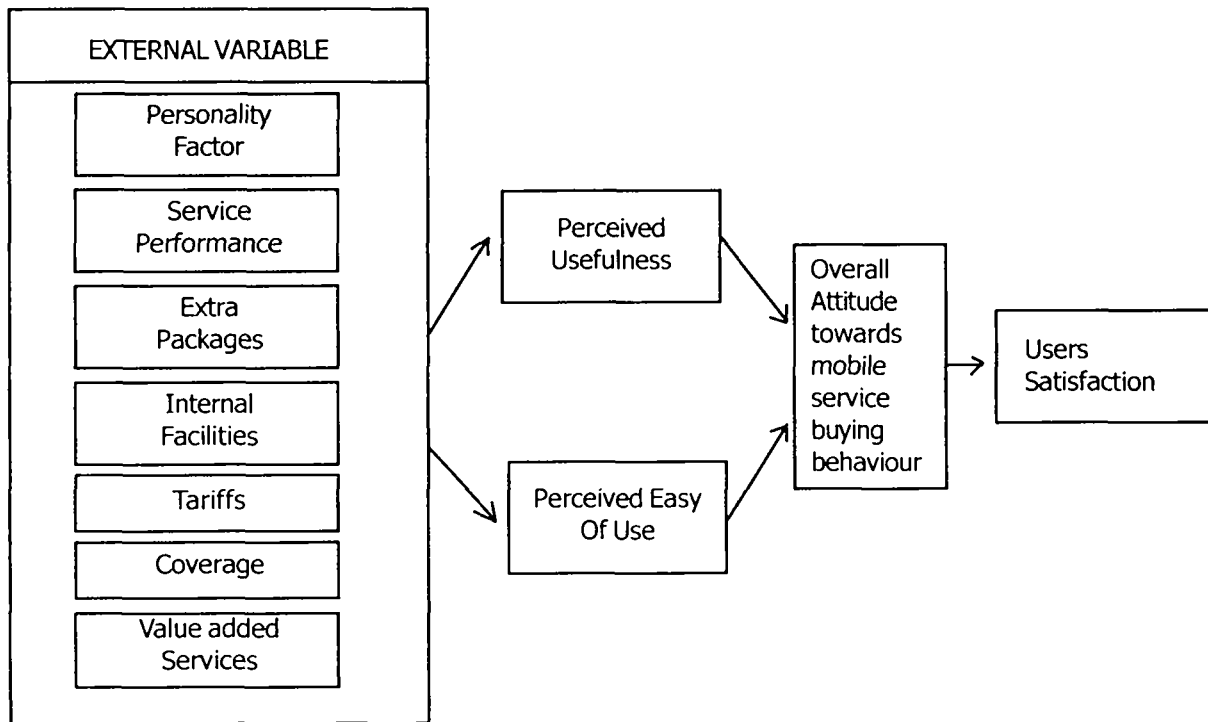 EXTERNAL VARIABLE
Personality
Factor
Service
Performance
Extra
Packages
Internal
Facilities
Tariffs
Coverage
Value added
Services
Perceived
Usefulness
Perceived Easy
Of Use
Overall
Attitude
towards
mobile
service
buying
behaviour
Users
Satisfaction